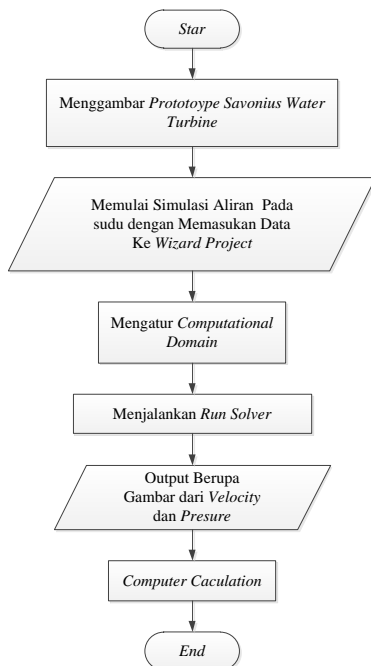 Star
Menggambar Prototoype Savonius Water
Turbine
Memulai Simulasi Aliran Pada
sudu dengan Memasukan Data
Ke Wizard Project
Mengatur Computational
Domain
Menjalankan Run Solver
Output Berupa
Gambar dari Velocity
dan Presure
Computer Caculation
End